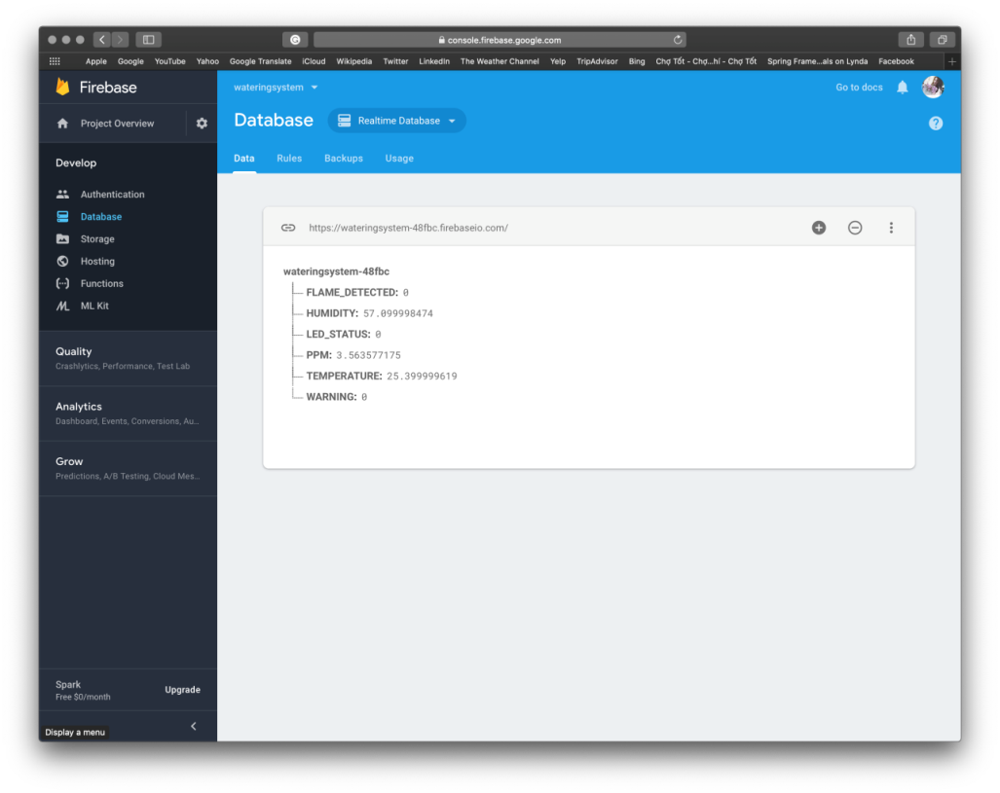 console.firebase.google.com
Apple Google YouTube Yahoo Google Translate iCloud Wikipedia Twitter LinkedIn The Weather Channel Yelp TripAdvisor Bing Chợ Tốt - Chợ...hí - Chợ Tốt Spring Frame...als on Lynda Facebook
Firebase
wateringsystem
Go to docs
Project Overview
Database
Realtime Database
Data Rules Backups Usage
Develop
Authentication
Database
Storage
Hosting
Functions
ML Kit
Quality
Crashlytics, Performance, Test Lab
Analytics
Dashboard, Events, Conversions, Au...
Grow
Predictions, A/B Testing, Cloud Mes...
Spark
Free $0/month
Upgrade
Display a menu
https://wateringsystem-48fbc.firebaseio.com/
wateringsystem-48fbc
FLAME_DETECTED: 0
HUMIDITY: 57.099998474
LED_STATUS: 0
PPM: 3.563577175
TEMPERATURE: 25.399999619
WARNING: 0